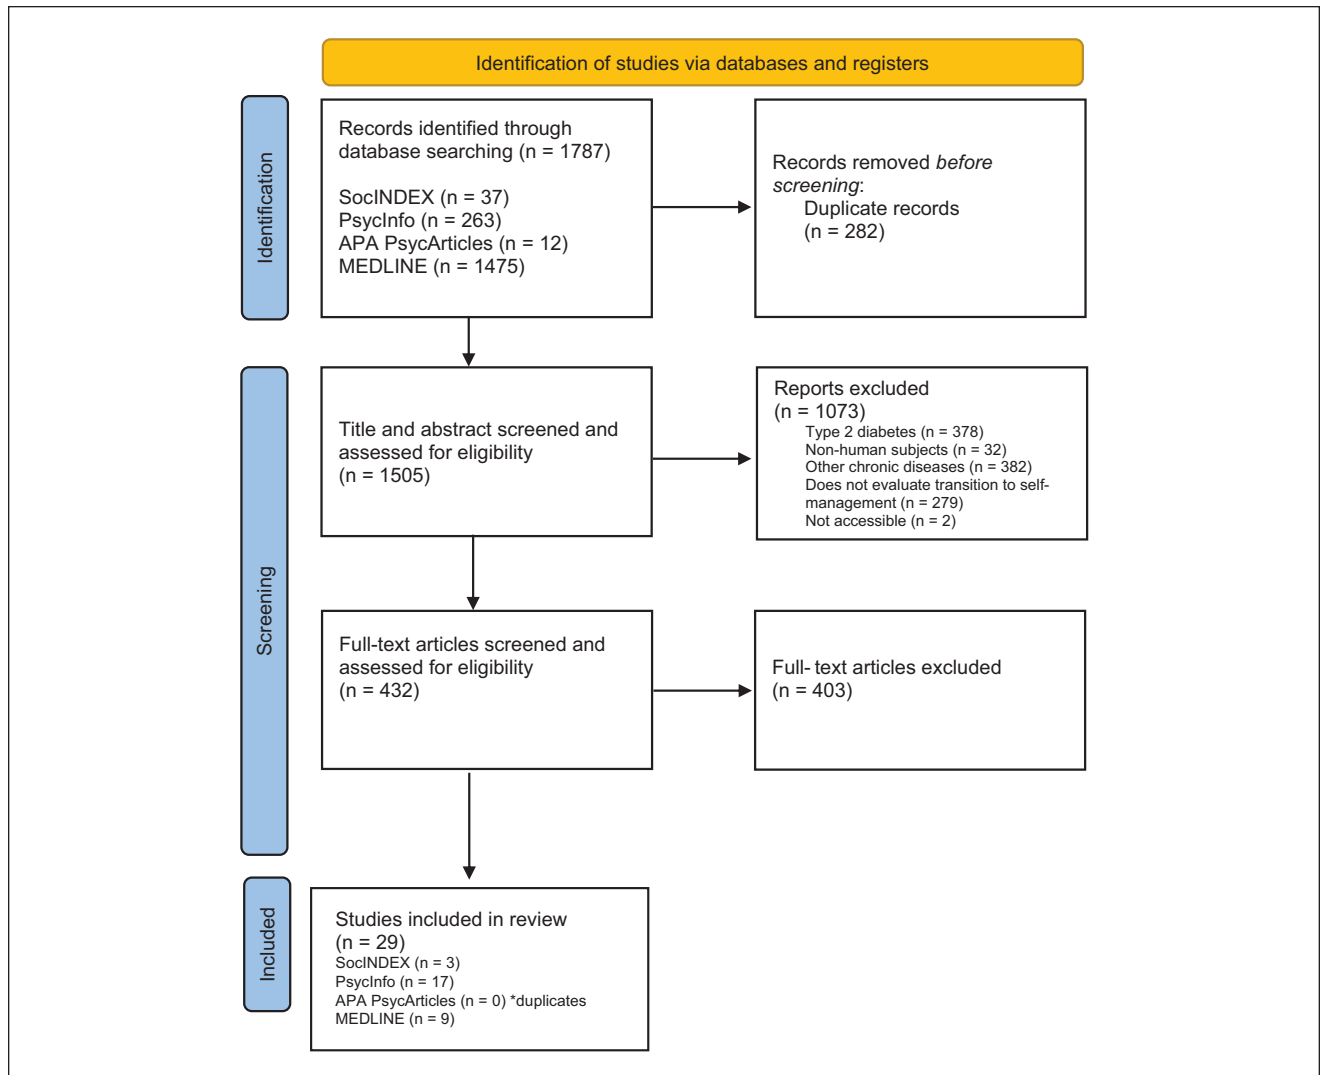 Identification of studies via databases and registers
Identification
Records identified through
database searching (n = 1787)
SocINDEX (n = 37)
PsycInfo (n = 263)
APA PsycArticles (n = 12)
MEDLINE (n = 1475)
Records removed before
screening:
Duplicate records
(n = 282)
Screening
Title and abstract screened and
assessed for eligibility
(n = 1505)
Reports excluded
(n = 1073)
Type 2 diabetes (n = 378)
Non-human subjects (n = 32)
Other chronic diseases (n = 382)
Does not evaluate transition to self-
management (n = 279)
Not accessible (n = 2)
Full-text articles screened and
assessed for eligibility
(n = 432)
Full- text articles excluded
(n = 403)
Included
Studies included in review
(n = 29)
SocINDEX (n = 3)
PsycInfo (n = 17)
APA PsycArticles (n = 0) *duplicates
MEDLINE (n = 9)